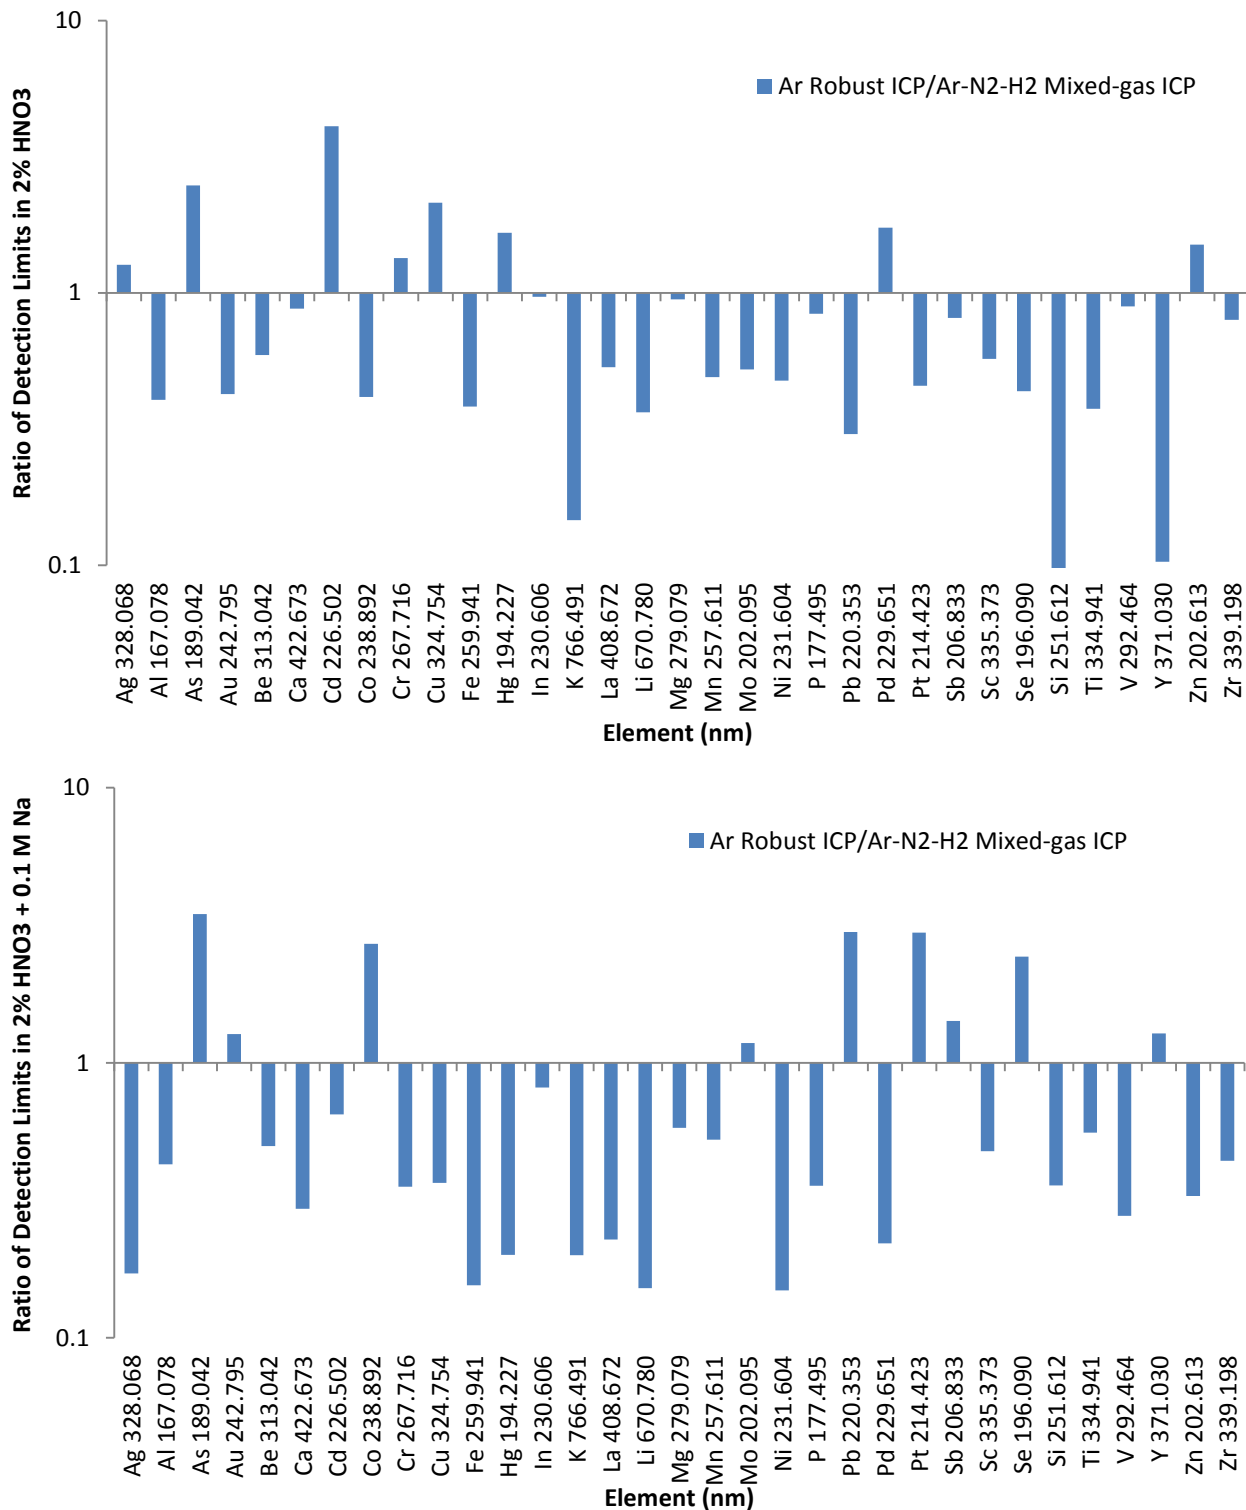 10
Ar Robust ICP/Ar-N2-H2 Mixed-gas ICP
Ratio of Detection Limits in 2% HNO3
1
0.1
Ag 328.068
Al 167.078
As 189.042
Au 242.795
Be 313.042
Ca 422.673
Cd 226.502
Co 238.892
Cr 267.716
Cu 324.754
Fe 259.941
Hg 194.227
In 230.606
K 766.491
La 408.672
Li 670.780
Mg 279.079
Mn 257.611
Mo 202.095
Ni 231.604
P 177.495
Pb 220.353
Pd 229.651
Pt 214.423
Sb 206.833
Sc 335.373
Se 196.090
Si 251.612
Ti 334.941
V 292.464
Y 371.030
Zn 202.613
Zr 339.198
Element (nm)
10
Ar Robust ICP/Ar-N2-H2 Mixed-gas ICP
Ratio of Detection Limits in 2% HNO3 + 0.1 M Na
1
0.1
Ag 328.068
Al 167.078
As 189.042
Au 242.795
Be 313.042
Ca 422.673
Cd 226.502
Co 238.892
Cr 267.716
Cu 324.754
Fe 259.941
Hg 194.227
In 230.606
K 766.491
La 408.672
Li 670.780
Mg 279.079
Mn 257.611
Mo 202.095
Ni 231.604
P 177.495
Pb 220.353
Pd 229.651
Pt 214.423
Sb 206.833
Sc 335.373
Se 196.090
Si 251.612
Ti 334.941
V 292.464
Y 371.030
Zn 202.613
Zr 339.198
Element (nm)